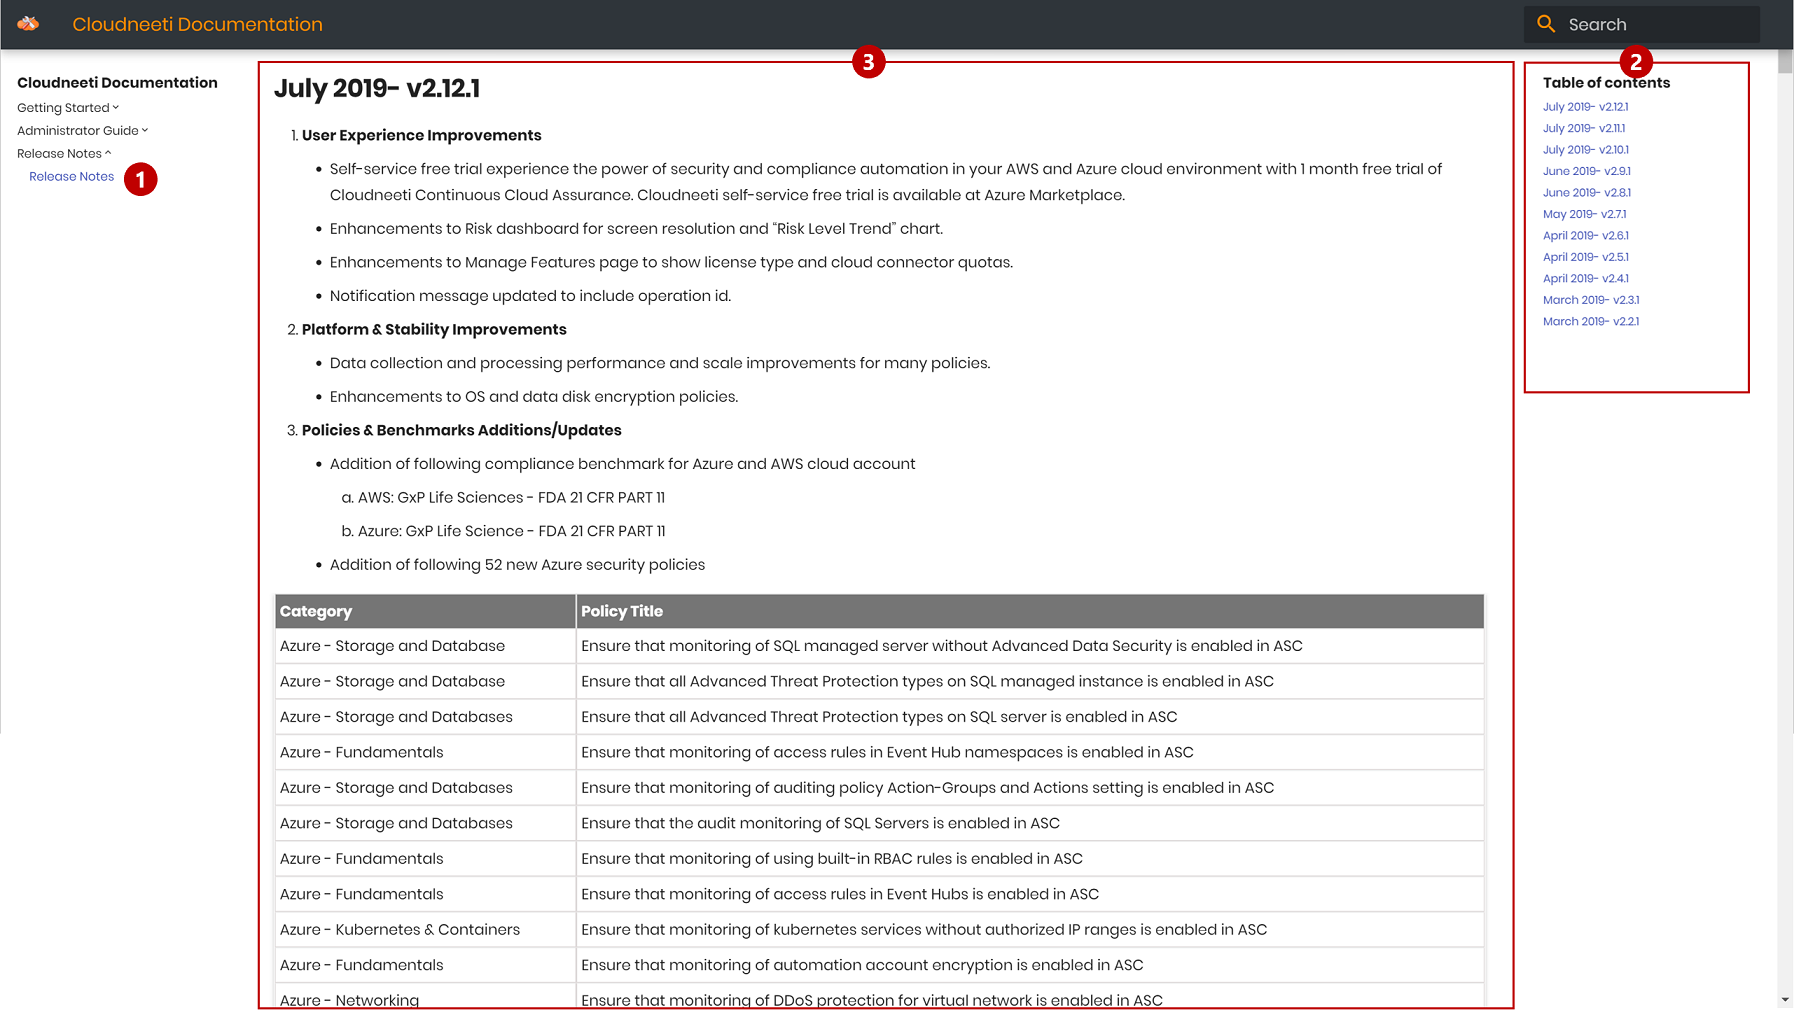 Cloudneeti Documentation
Search
Cloudneeti Documentation
Getting Started
Administrator Guide
Release Notes
Release Notes
1
3
July 2019- v2.12.1
1. User Experience Improvements
• Self-service free trial experience the power of security and compliance automation in your AWS and Azure cloud environment with 1 month free trial of
Cloudneeti Continuous Cloud Assurance. Cloudneeti self-service free trial is available at Azure Marketplace.
• Enhancements to Risk dashboard for screen resolution and “Risk Level Trend” chart.
• Enhancements to Manage Features page to show license type and cloud connector quotas.
• Notification message updated to include operation id.
2. Platform & Stability Improvements
• Data collection and processing performance and scale improvements for many policies.
• Enhancements to OS and data disk encryption policies.
3. Policies & Benchmarks Additions/Updates
• Addition of following compliance benchmark for Azure and AWS cloud account
a. AWS: GxP Life Sciences - FDA 21 CFR PART 11
b. Azure: GxP Life Science - FDA 21 CFR PART 11
• Addition of following 52 new Azure security policies
Category Policy Title
Azure - Storage and Database Ensure that monitoring of SQL managed server without Advanced Data Security is enabled in ASC
Azure - Storage and Database Ensure that all Advanced Threat Protection types on SQL managed instance is enabled in ASC
Azure - Storage and Databases Ensure that all Advanced Threat Protection types on SQL server is enabled in ASC
Azure - Fundamentals Ensure that monitoring of access rules in Event Hub namespaces is enabled in ASC
Azure - Storage and Databases Ensure that monitoring of auditing policy Action-Groups and Actions setting is enabled in ASC
Azure - Storage and Databases Ensure that the audit monitoring of SQL Servers is enabled in ASC
Azure - Fundamentals Ensure that monitoring of using built-in RBAC rules is enabled in ASC
Azure - Fundamentals Ensure that monitoring of access rules in Event Hubs is enabled in ASC
Azure - Kubernetes & Containers Ensure that monitoring of kubernetes services without authorized IP ranges is enabled in ASC
Azure - Fundamentals Ensure that monitoring of automation account encryption is enabled in ASC
Azure - Networking Ensure that monitoring of DDoS protection for virtual network is enabled in ASC
2
Table of contents
July 2019- v2.12.1
July 2019- v2.11.1
July 2019- v2.10.1
June 2019- v2.9.1
June 2019- v2.8.1
May 2019- v2.7.1
April 2019- v2.6.1
April 2019- v2.5.1
April 2019- v2.4.1
March 2019- v2.3.1
March 2019- v2.2.1